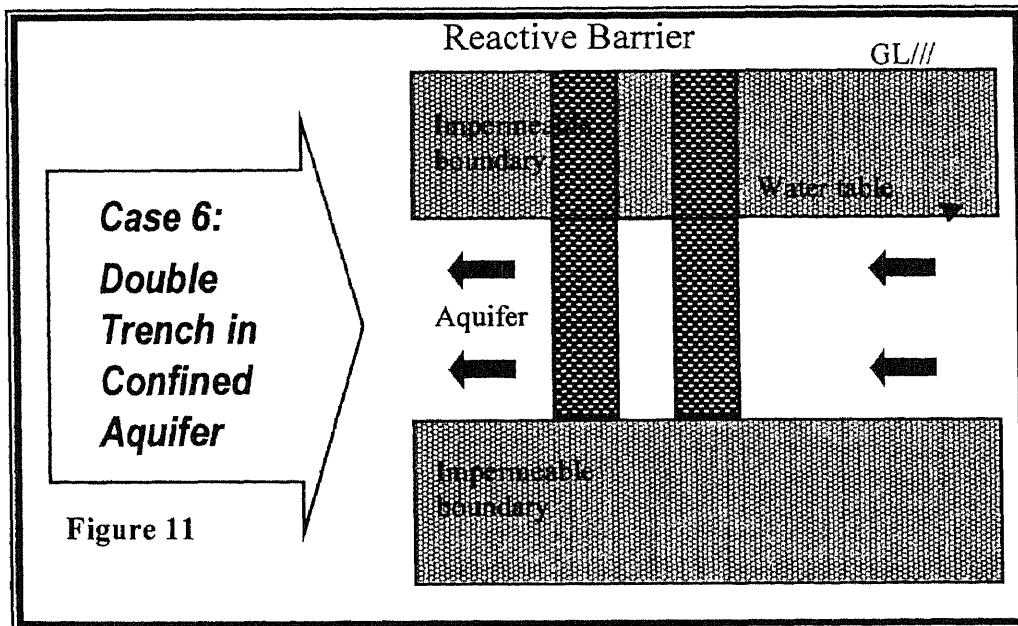 Reactive Barrier
GL///
Impermeable
boundary
Water table
Case 6:
Double
Trench in
Confined
Aquifer
Aquifer
Impermeable
boundary
Figure 11